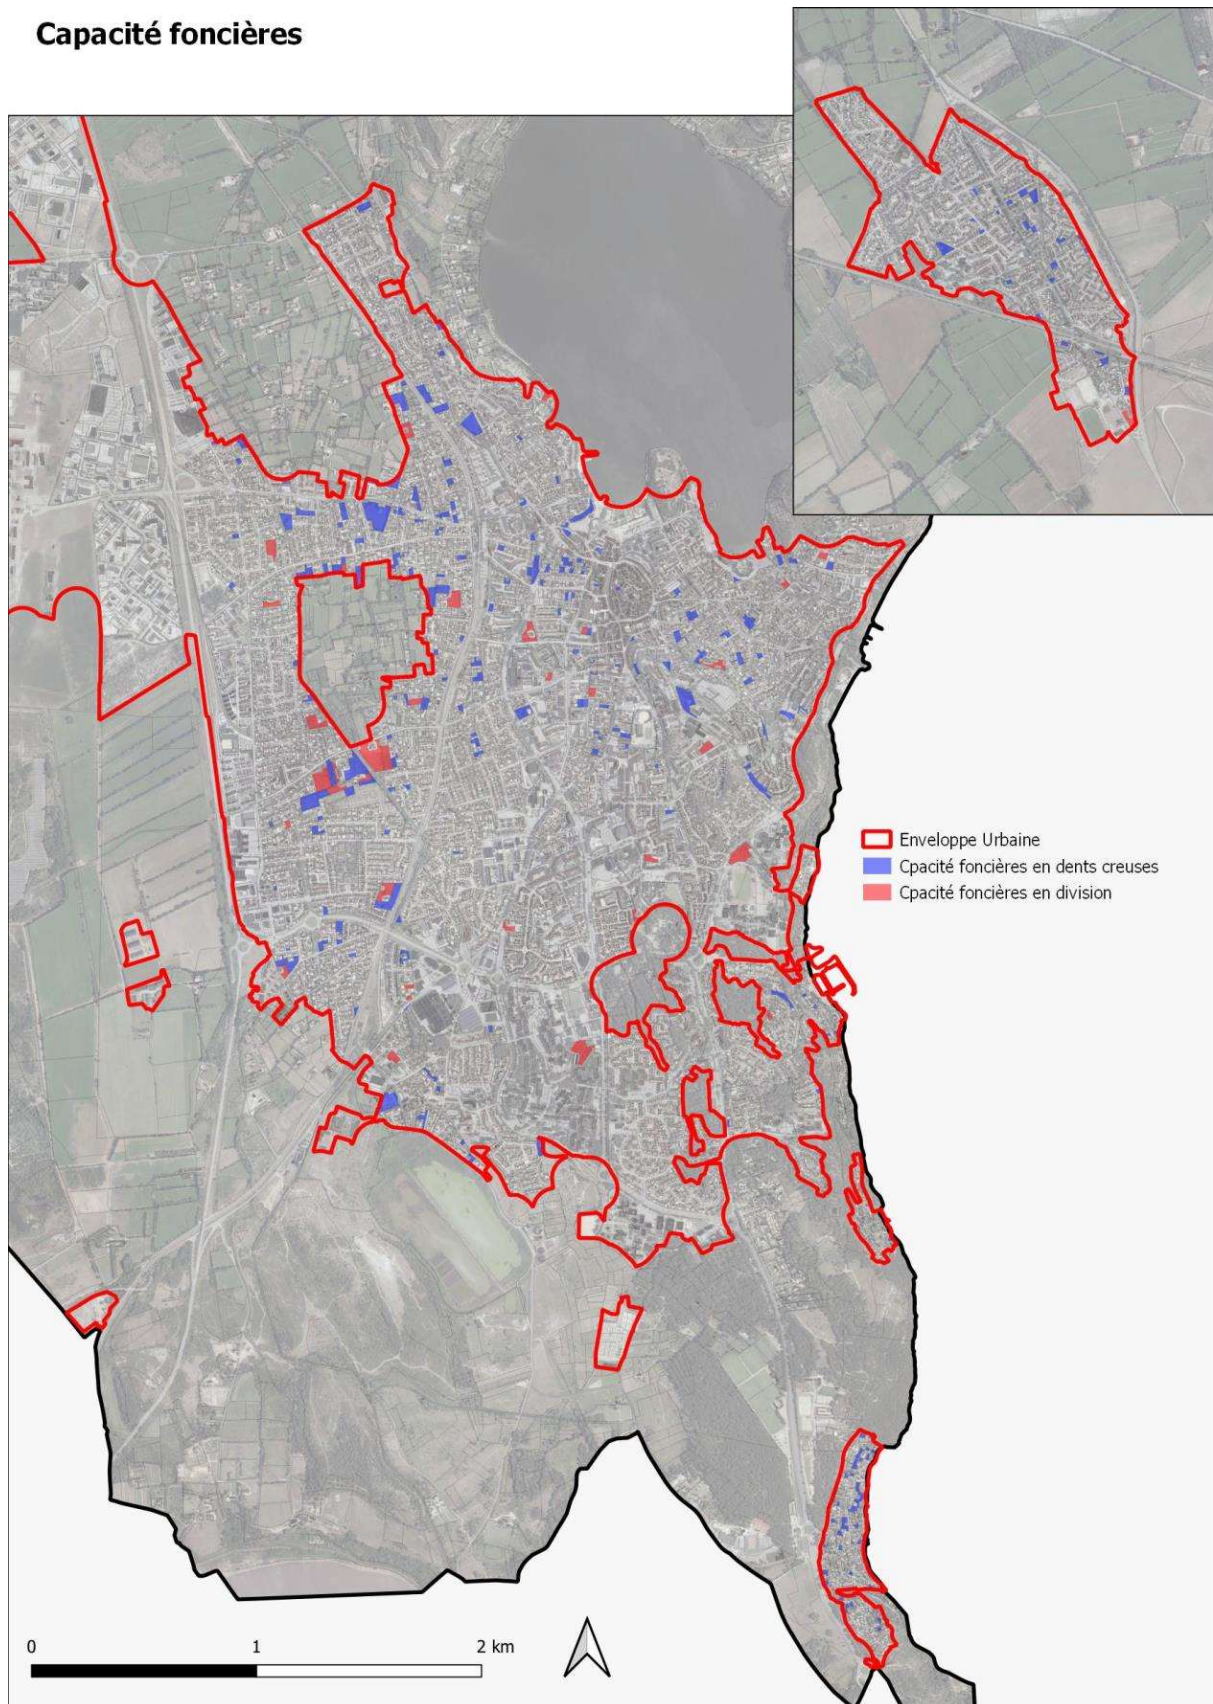 Capacité foncières
Enveloppe Urbaine
Cpacité foncières en dents creuses
Cpacité foncières en division
0 1 2 km